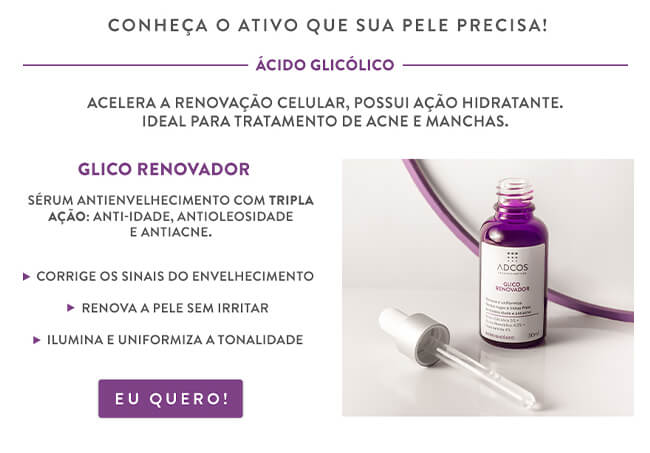 CONHEÇA O ATIVO QUE SUA PELE PRECISA!
ÁCIDO GLICÓLICO
ACELERA A RENOVAÇÃO CELULAR, POSSUI AÇÃO HIDRATANTE.
IDEAL PARA TRATAMENTO DE ACNE E MANCHAS.
GLICO RENOVADOR
SÉRUM ANTIENVELHECIMENTO COM TRIPLA
AÇÃO: ANTI-IDADE, ANTIOLEOSIDADE
E ANTIACNE.
▶ CORRIGE OS SINAIS DO ENVELHECIMENTO
▶ RENOVA A PELE SEM IRRITAR
▶ ILUMINA E UNIFORMIZA A TONALIDADE
EU QUERO!
ADCOS
GLICO
RENOVADOR
30ml